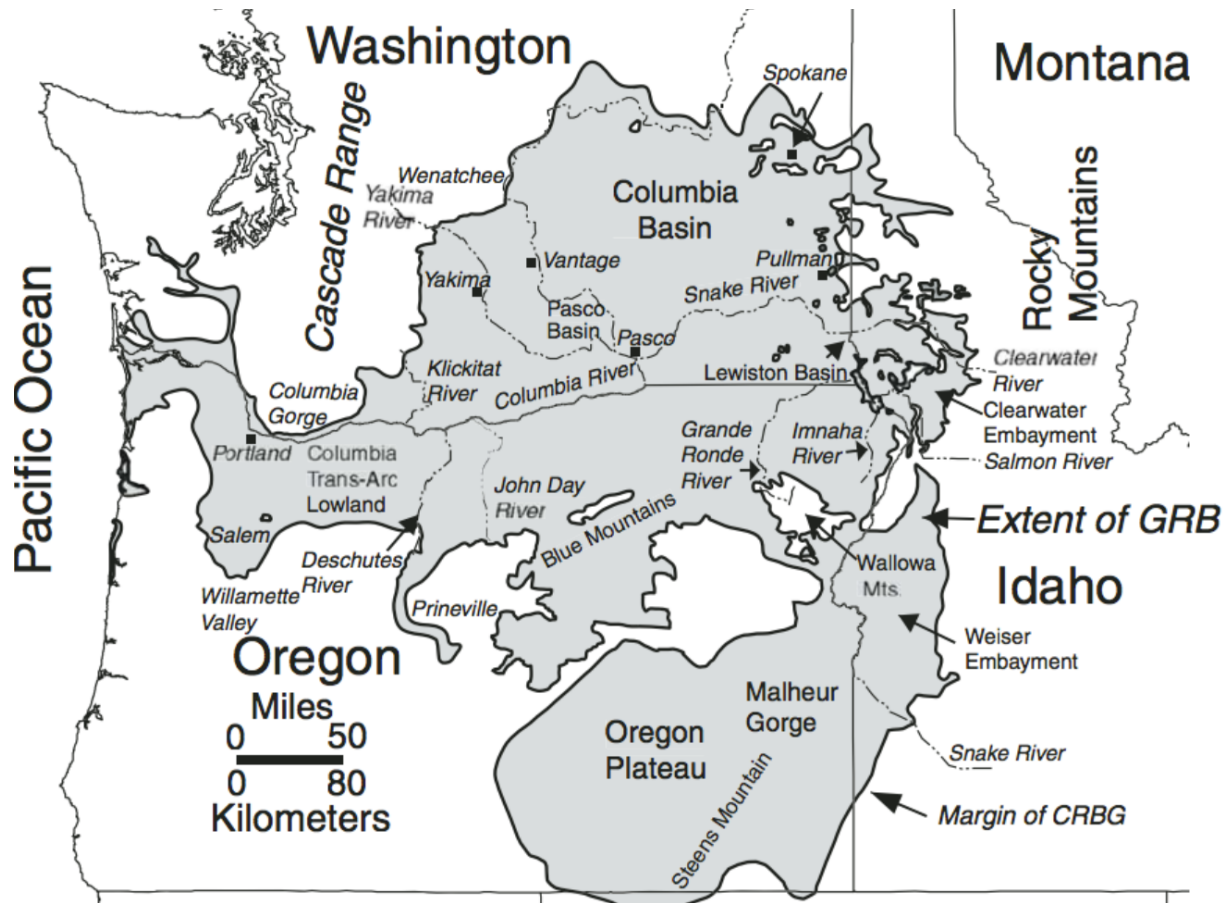 Washington
Montana
Spokane
Cascade Range
Wenatchee
Yakima
River
Columbia
Basin
Rocky
Mountains
Vantage
Pullman
Yakima
Snake River
Pasco
Basin
Pasco
Pacific Ocean
Klickitat
River
Columbia River
Lewiston Basin
Clearwater
River
Columbia
Gorge
Clearwater
Embayment
Portland
Columbia
Trans-Arc
Lowland
Grande
Ronde
River
Imnaha
River
Salmon River
John Day
River
Extent of GRB
Salem
Blue Mountains
Deschutes
River
Wallowa
Mts.
Idaho
Willamette
Valley
Prineville
Weiser
Embayment
Oregon
Miles
0 50
0 80
Kilometers
Malheur
Gorge
Oregon
Plateau
Steens Mountain
Snake River
Margin of CRBG